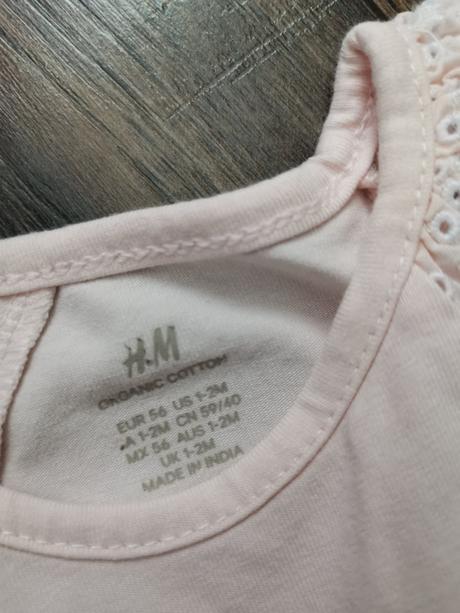 H&M
ORGANIC COTTON
EUR 56 US 1-2M
A 1-2M CN 59/40
MX 56 AUS 1-2M
UK 1-2M
MADE IN INDIA